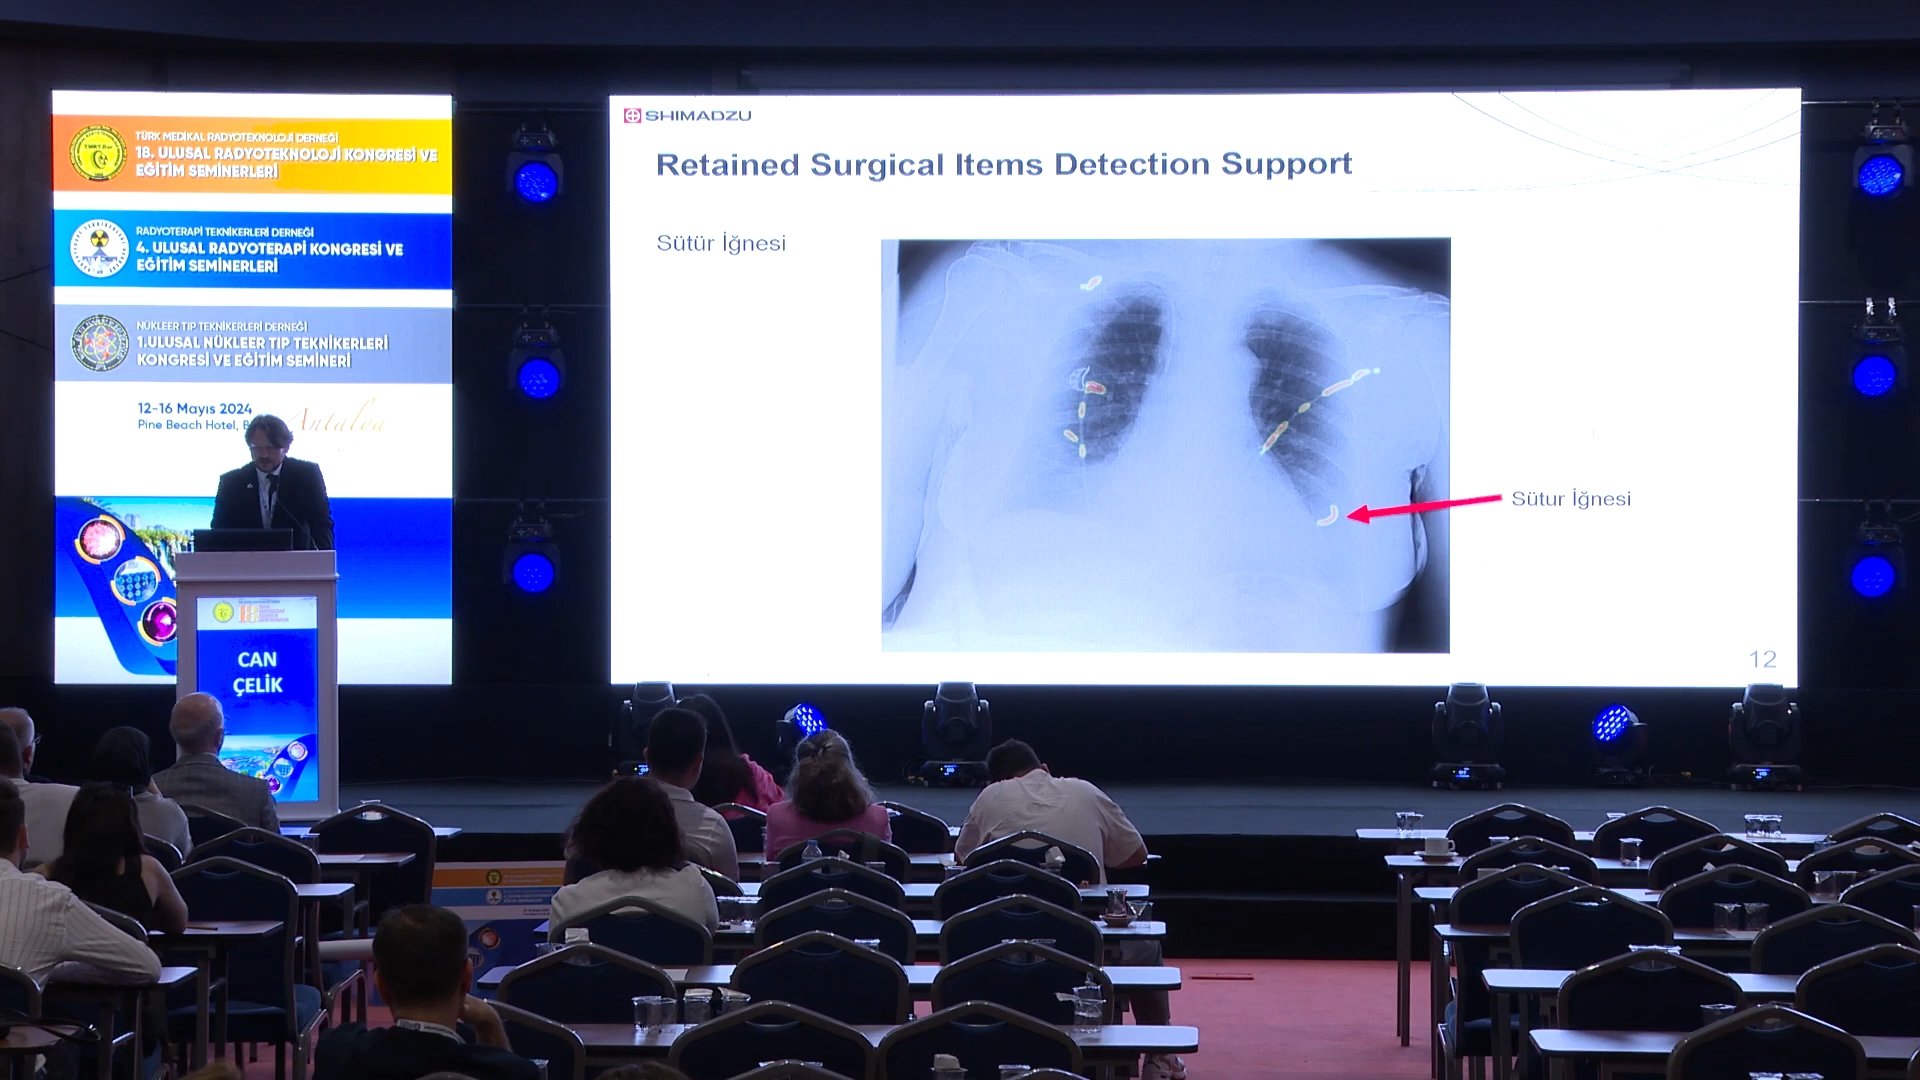 TÜRK MEDİKAL RADYOTEKNOLOJİ DERNEĞİ
18. ULUSAL RADYOTEKNOLOJİ KONGRESİ VE
EĞİTİM SEMİNERLERİ
RADYOTERAPİ TEKNİKERLERİ DERNEĞİ
4. ULUSAL RADYOTERAPİ KONGRESİ VE
EĞİTİM SEMİNERLERİ
NÜKLEER TIP TEKNİKERLERİ DERNEĞİ
1.ULUSAL NÜKLEER TIP TEKNİKERLERİ
KONGRESİ VE EĞİTİM SEMİNERİ
12-16 Mayıs 2024
Pine Beach Hotel,
Antalya
CAN
ÇELİK
SHIMADZU
Retained Surgical Items Detection Support
Sütür İğnesi
Sütur İğnesi
12